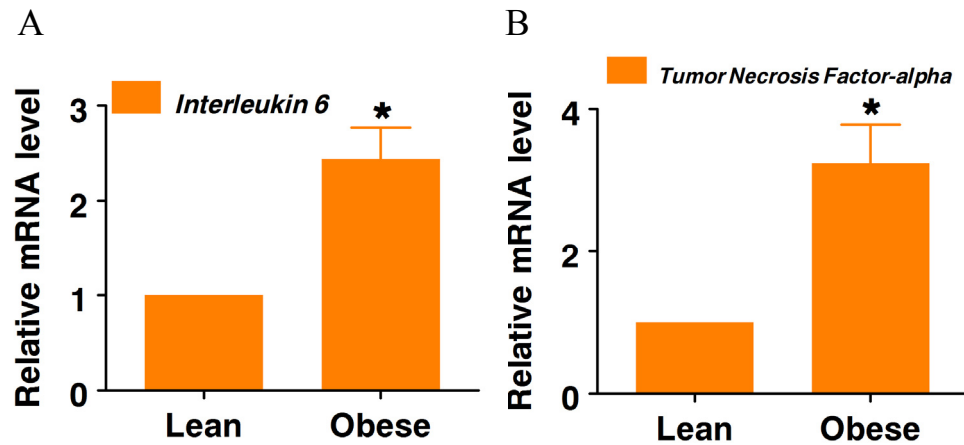 A
Interleukin 6
Relative mRNA level
3
2
1
0
*
Lean Obese
B
Tumor Necrosis Factor-alpha
Relative mRNA level
4
2
0
*
Lean Obese